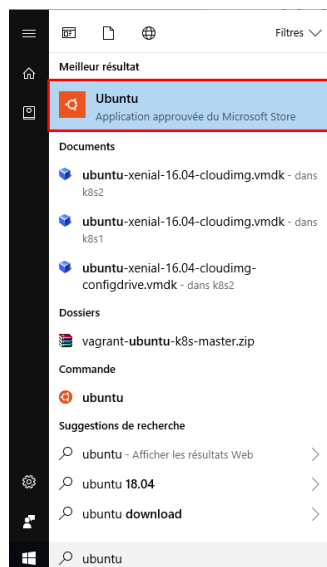 Filtres
Meilleur résultat
Ubuntu
Application approuvée du Microsoft Store
Documents
ubuntu-xenial-16.04-cloudimg.vmdk - dans
k8s2
ubuntu-xenial-16.04-cloudimg.vmdk - dans
k8s1
ubuntu-xenial-16.04-cloudimg-
configdrive.vmdk - dans k8s2
Dossiers
vagrant-ubuntu-k8s-master.zip
Commande
ubuntu
Suggestions de recherche
ubuntu - Afficher les résultats Web
ubuntu 18.04
ubuntu download
ubuntu